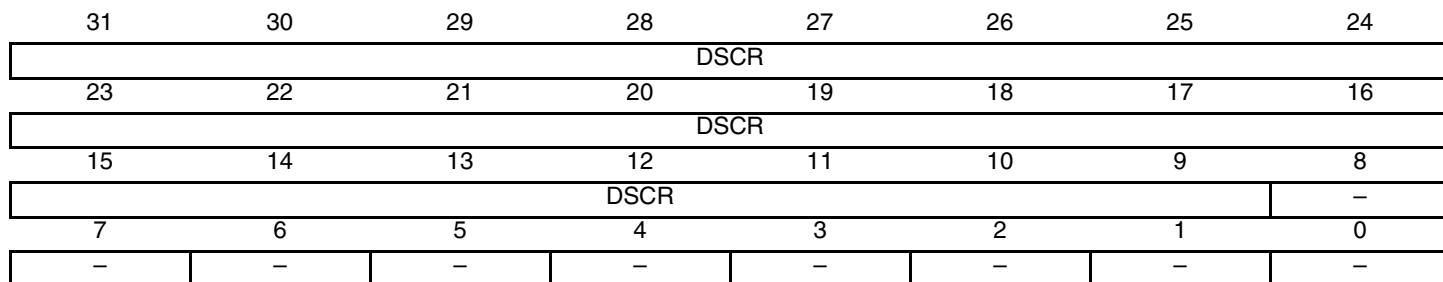 31 30 29 28 27 26 25 24
DSCR
23 22 21 20 19 18 17 16
DSCR
15 14 13 12 11 10 9 8
DSCR –
7 6 5 4 3 2 1 0
– – – – – – – –